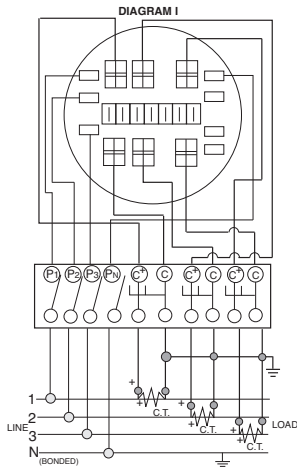 DIAGRAM I
P1 P2 P3 PN C+ C C+ C C+ C
1
+ + C.T.
2
+ + C.T.
LINE LOAD
3
+ + C.T.
N
(BONDED)